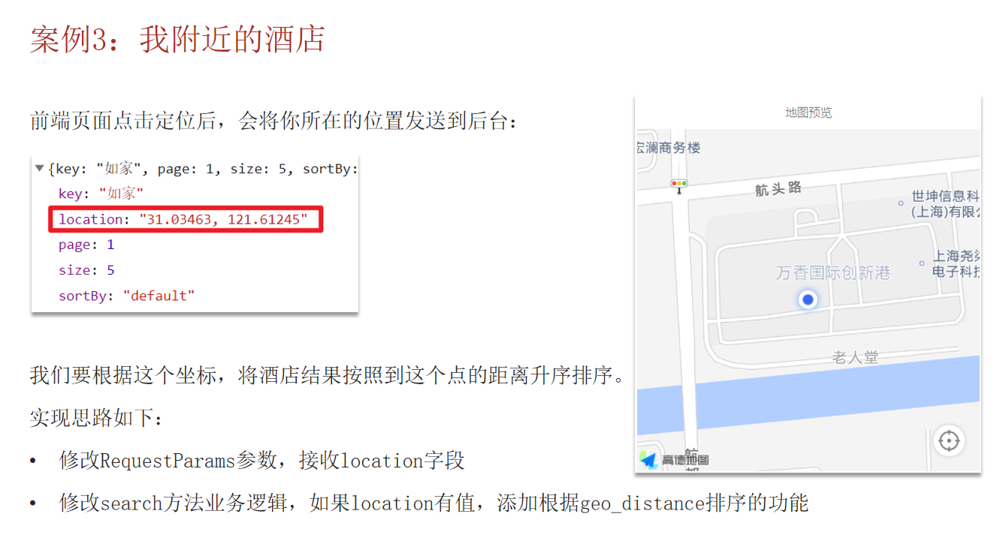 案例3：我附近的酒店
前端页面点击定位后，会将你所在的位置发送到后台：
{key: "如家", page: 1, size: 5, sortBy:
key: "如家"
location: "31.03463, 121.61245"
page: 1
size: 5
sortBy: "default"
地图预览
宏澜商务楼
航头路
世坤信息科
(上海)有限公
上海尧
电子科技
万香国际创新港
老人堂
高德地图
我们要根据这个坐标，将酒店结果按照到这个点的距离升序排序。
实现思路如下：
• 修改RequestParams参数，接收location字段
• 修改search方法业务逻辑，如果location有值，添加根据geo_distance排序的功能